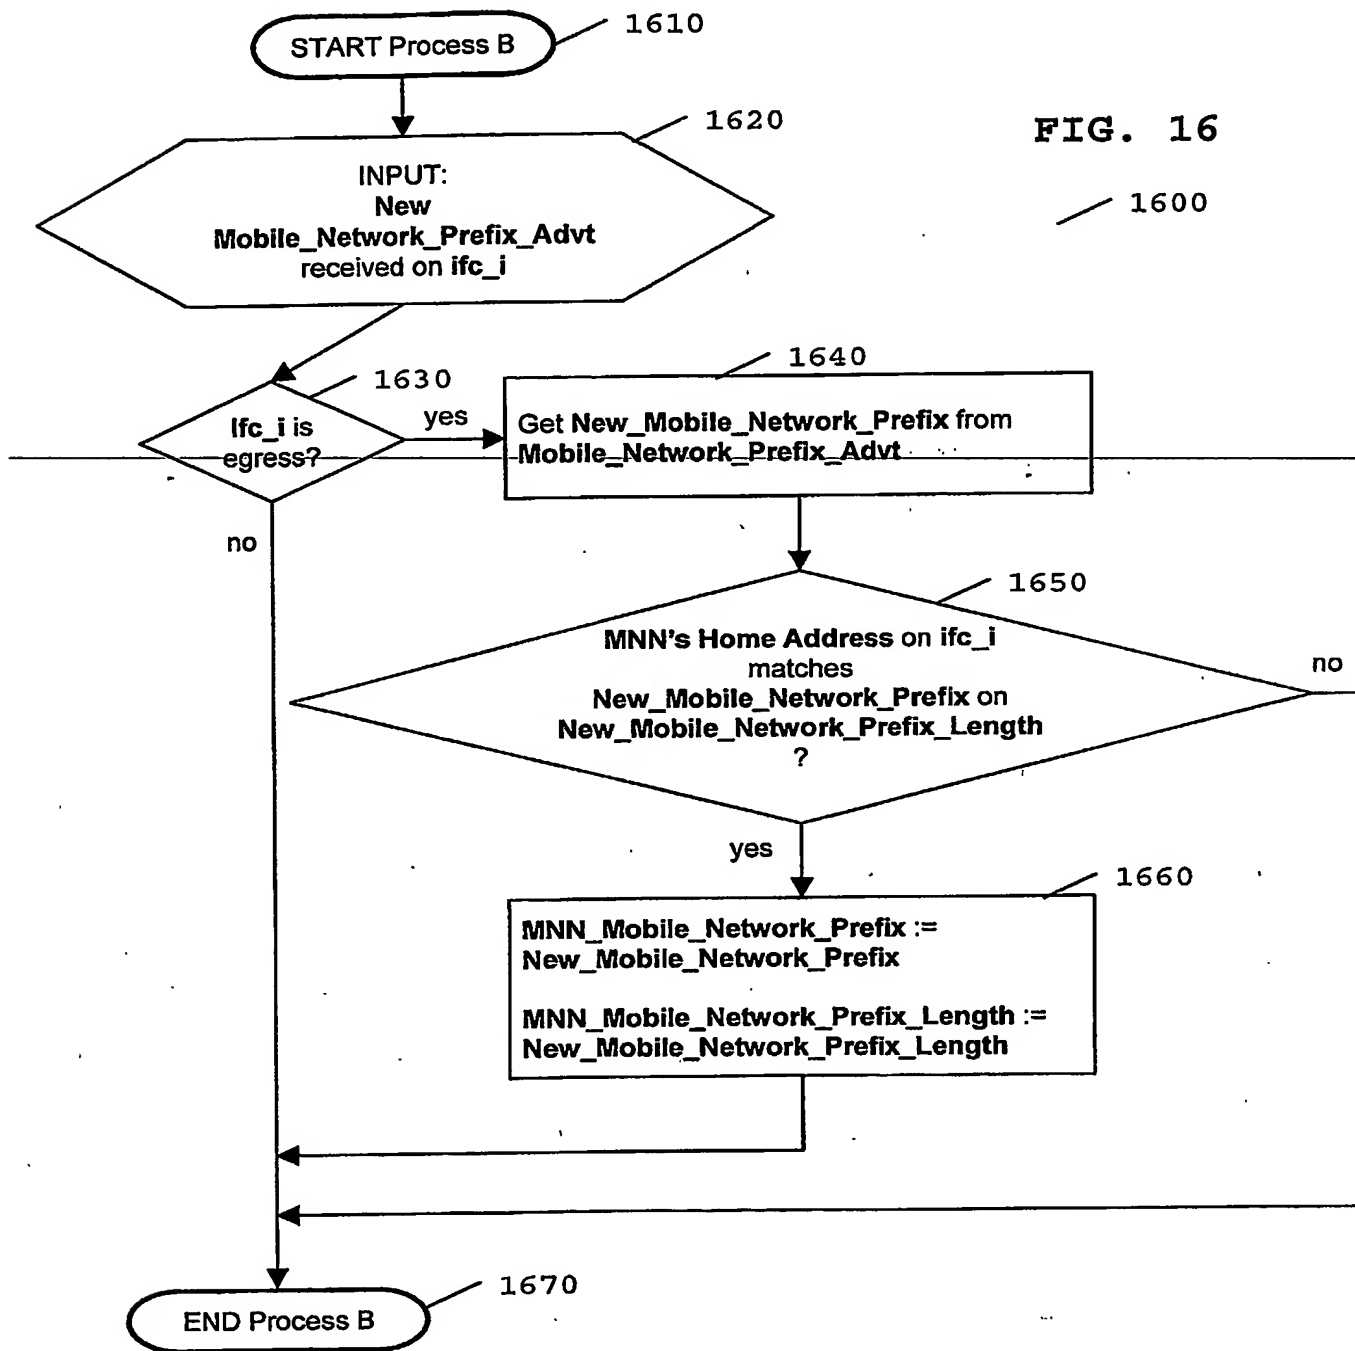 START Process B
1610
FIG. 16
1600
1620
INPUT:
New
Mobile_Network_Prefix_Advt
received on ifc_i
1630
Ifc_i is
egress?
yes
no
1640
Get New_Mobile_Network_Prefix from
Mobile_Network_Prefix_Advt
1650
MNN's Home Address on ifc_i
matches
New_Mobile_Network_Prefix on
New_Mobile_Network_Prefix_Length
?
no
yes
1660
MNN_Mobile_Network_Prefix :=
New_Mobile_Network_Prefix
MNN_Mobile_Network_Prefix_Length :=
New_Mobile_Network_Prefix_Length
1670
END Process B